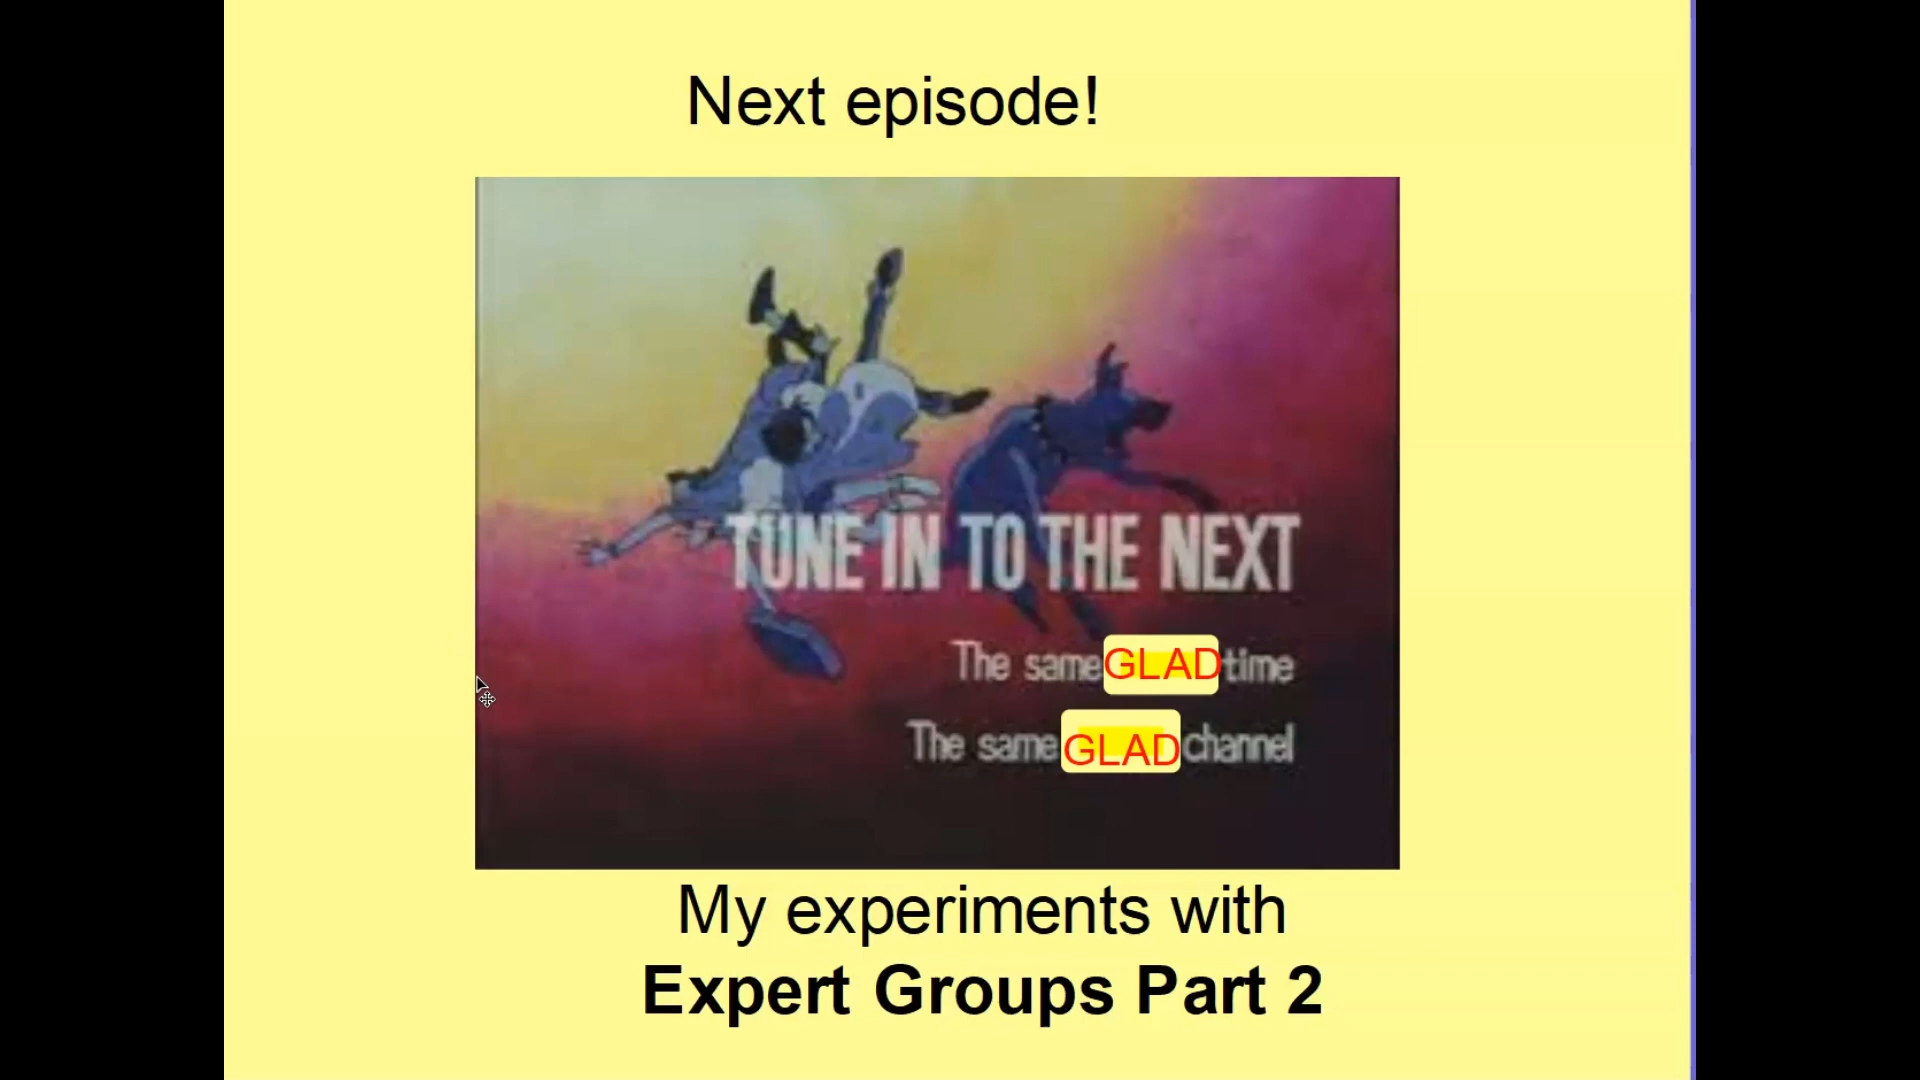 Next episode!
TUNE IN TO THE NEXT
The same GLAD time
The same GLAD channel
My experiments with
Expert Groups Part 2